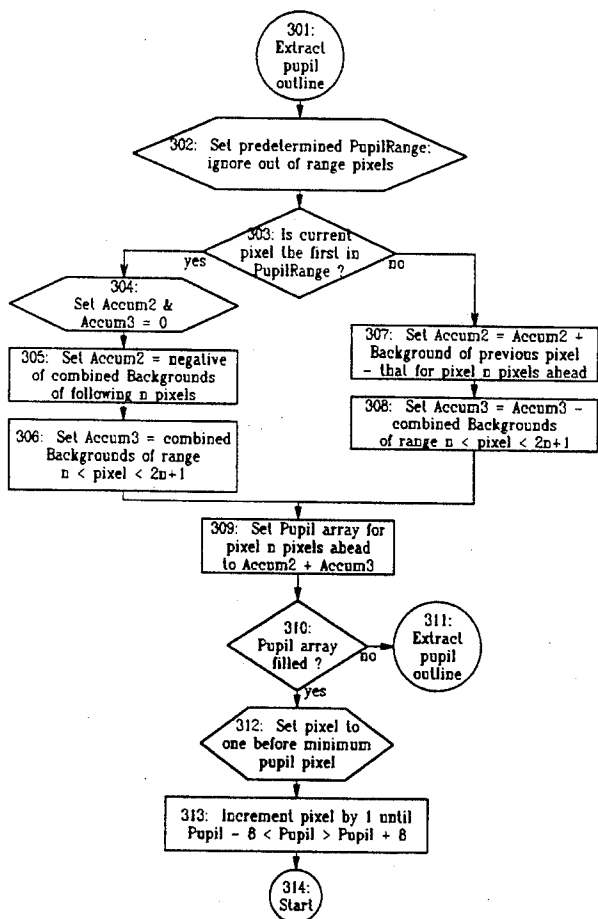 301:
Extract
pupil
outline
302: Set predetermined PupilRange:
ignore out of range pixels
303: Is current
pixel the first in
PupilRange ?
yes
no
304:
Set Accum2 &
Accum3 = 0
305: Set Accum2 = negative
of combined Backgrounds
of following n pixels
306: Set Accum3 = combined
Backgrounds of range
n < pixel < 2n+1
307: Set Accum2 = Accum2 +
Background of previous pixel
- that for pixel n pixels ahead
308: Set Accum3 = Accum3 -
combined Backgrounds
of range n < pixel < 2n+1
309: Set Pupil array for
pixel n pixels ahead
to Accum2 + Accum3
310:
Pupil array
filled ?
no
311:
Extract
pupil
outline
yes
312: Set pixel to
one before minimum
pupil pixel
313: Increment pixel by 1 until
Pupil - 8 < Pupil > Pupil + 8
314:
Start